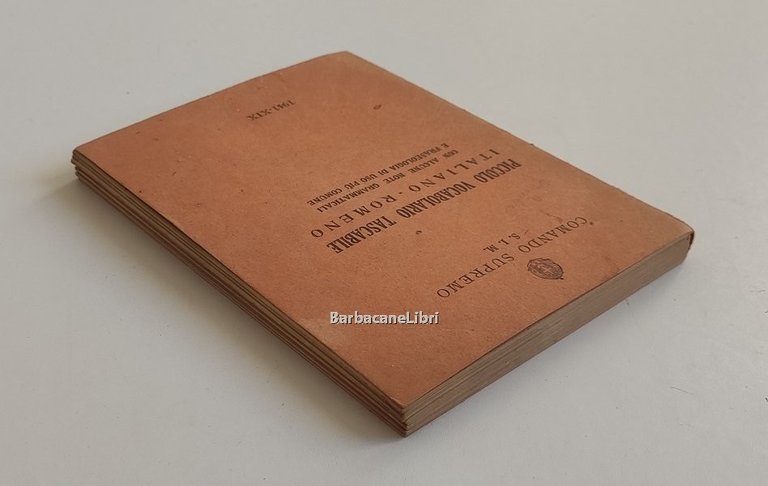 COMANDO SUPREMO
S. I. M.
PICCOLO VOCABOLARIO TASCABILE
ITALIANO - ROMENO
CON ALCUNE NOTE GRAMMATICALI
E FRASEOLOGIA DI USO PIÙ COMUNE
1941-XIX
BarbacaneLibri